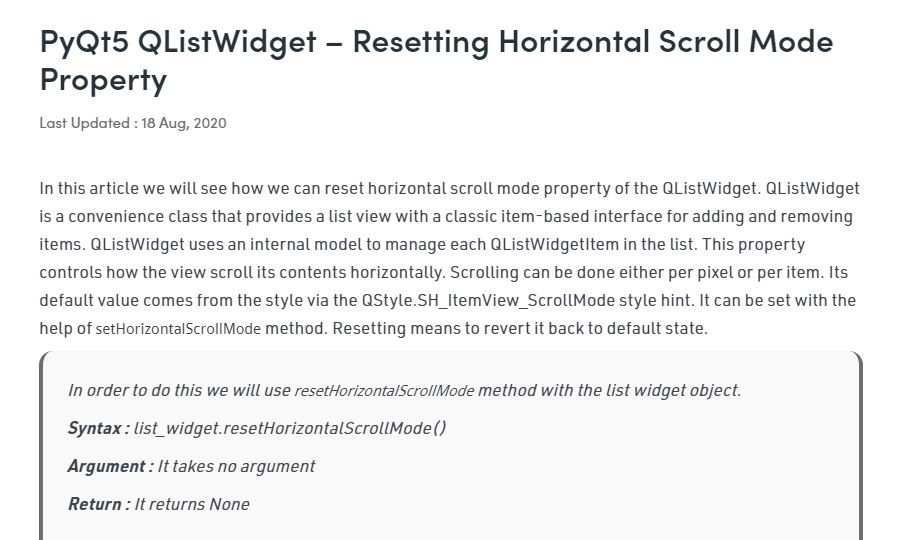 PyQt5 QListWidget – Resetting Horizontal Scroll Mode
Property
Last Updated : 18 Aug, 2020
In this article we will see how we can reset horizontal scroll mode property of the QListWidget. QListWidget
is a convenience class that provides a list view with a classic item-based interface for adding and removing
items. QListWidget uses an internal model to manage each QListWidgetItem in the list. This property
controls how the view scroll its contents horizontally. Scrolling can be done either per pixel or per item. Its
default value comes from the style via the QStyle.SH_ItemView_ScrollMode style hint. It can be set with the
help of setHorizontalScrollMode method. Resetting means to revert it back to default state.
In order to do this we will use resetHorizontalScrollMode method with the list widget object.
Syntax : list_widget.resetHorizontalScrollMode()
Argument : It takes no argument
Return : It returns None